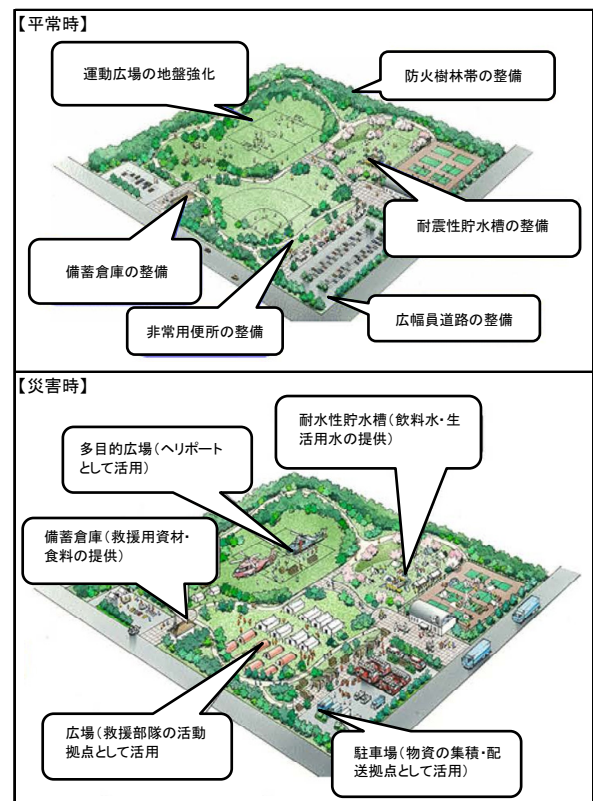 【平常時】
運動広場の地盤強化
防火樹林帯の整備
耐震性貯水槽の整備
備蓄倉庫の整備
非常用便所の整備
広幅員道路の整備
【災害時】
耐水性貯水槽（飲料水・生
活用水の提供）
多目的広場（ヘリポート
として活用）
備蓄倉庫（救援用資材・
食料の提供）
広場（救援部隊の活動
拠点として活用
駐車場（物資の集積・配
送拠点として活用）